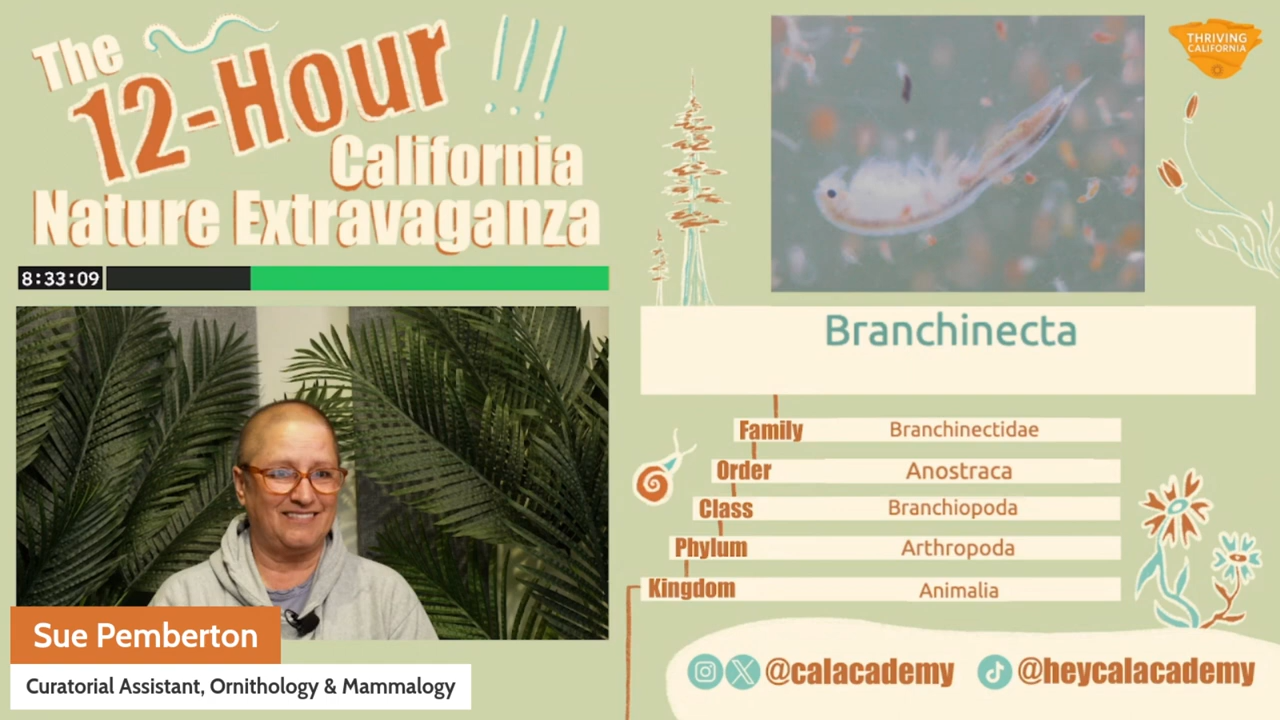 The
12-Hour!!!
California
Nature Extravaganza
8:33:09
THRIVING
CALIFORNIA
Branchinecta
Family Branchinectidae
Order Anostraca
Class Branchiopoda
Phylum Arthropoda
Kingdom Animalia
Sue Pemberton
Curatorial Assistant, Ornithology & Mammalogy
@calacademy @heycalacademy